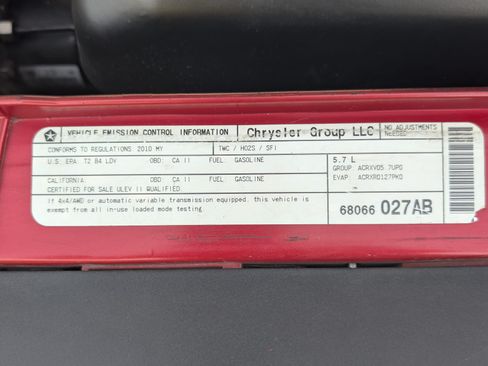 VEHICLE EMISSION CONTROL INFORMATION Chrysler Group LLC NO ADJUSTMENTS NEEDED
CONFORMS TO REGULATIONS: 2010 MY TWC / HO2S / SFI
U.S. EPA: T2 B4 LDV OBD: CA II FUEL: GASOLINE 5.7 L
GROUP: ACRXV05.7UP0
CALIFORNIA: OBD: CA II FUEL: GASOLINE EVAP: ACRXR0127PK0
CERTIFIED FOR SALE ULEV II QUALIFIED.
If 4x4/AWD or automatic variable transmission equipped, this vehicle is
exempt from all in-use loaded mode testing.
68066 027AB